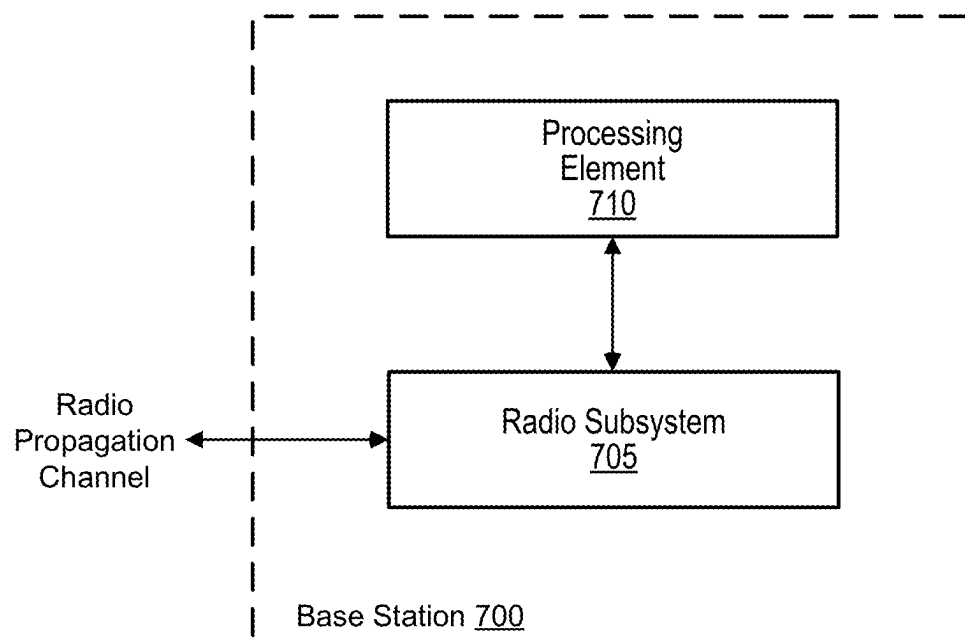 Processing
Element
710
Radio Subsystem
705
Radio
Propagation
Channel
Base Station 700